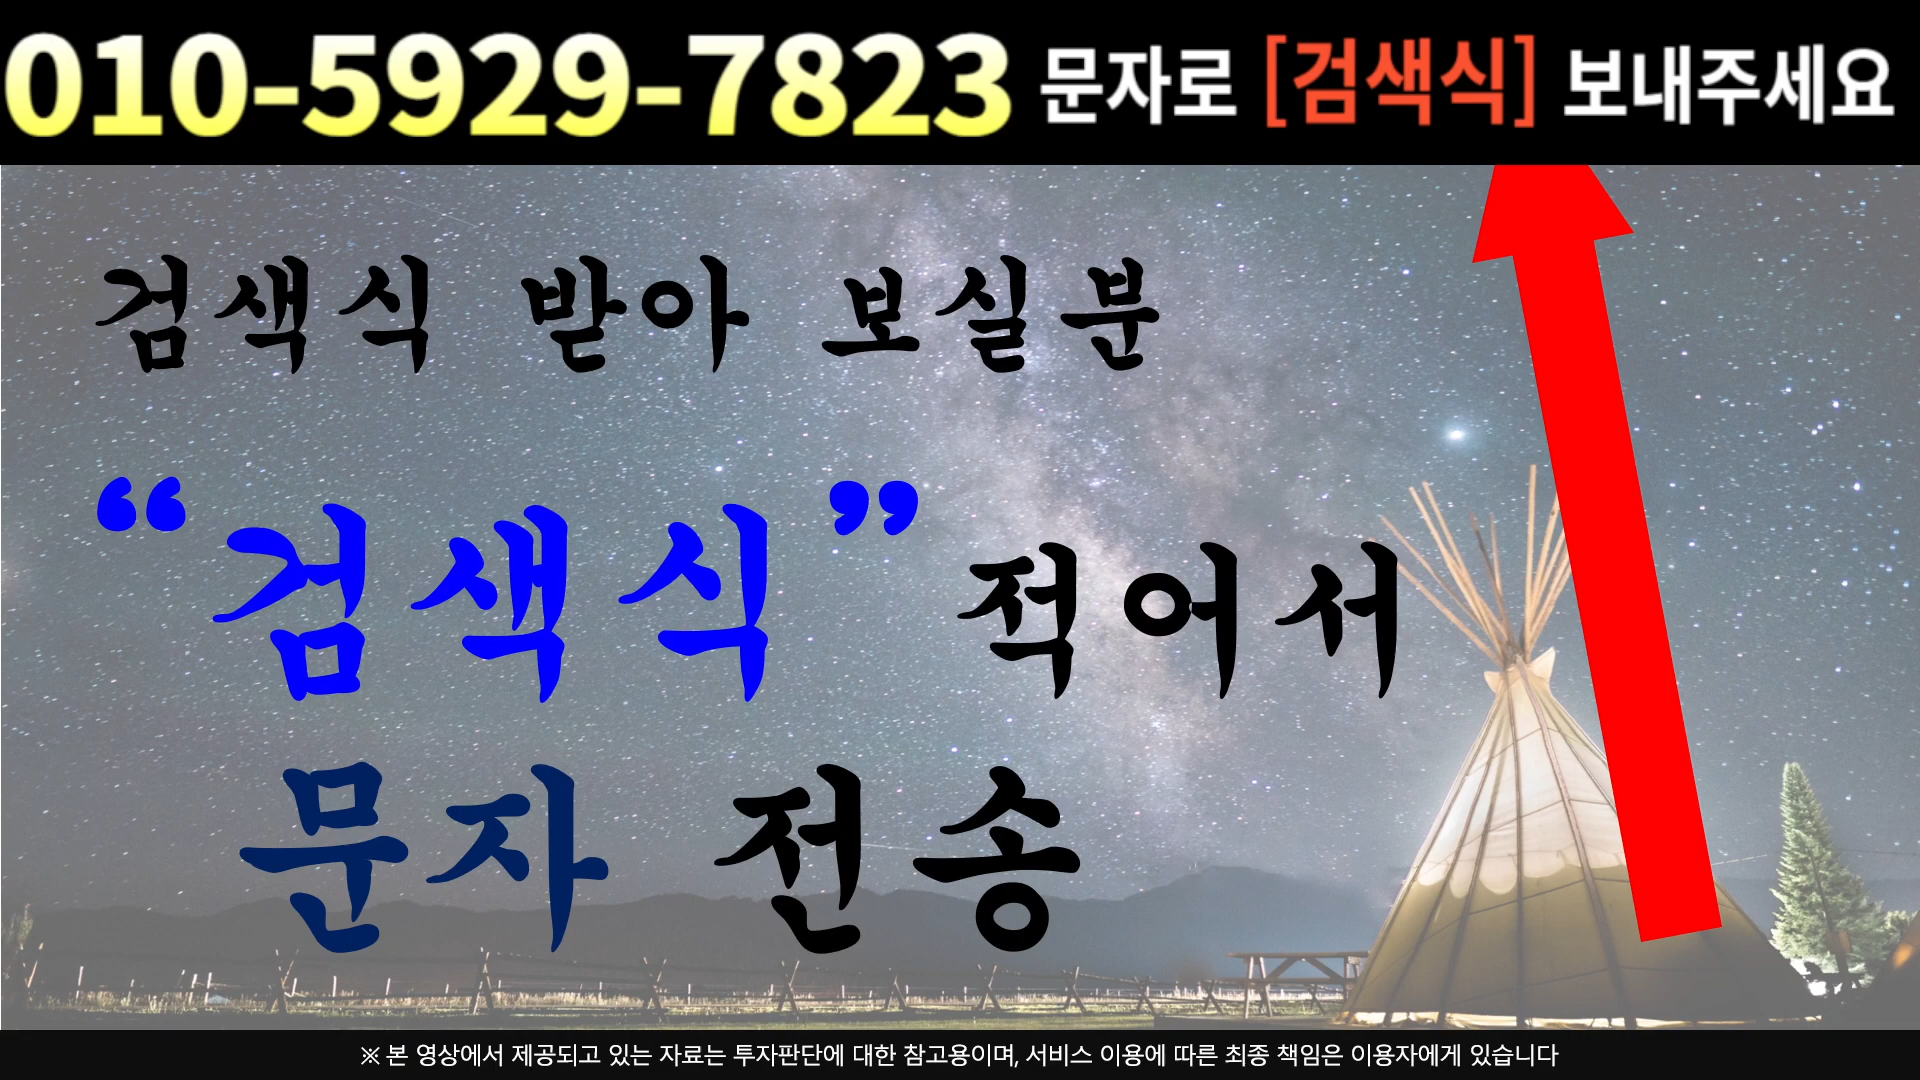 010-5929-7823 문자로 [검색식] 보내주세요
검색식 받아 보실분
“검색식” 적어서
문자 전송
※ 본 영상에서 제공되고 있는 자료는 투자판단에 대한 참고용이며, 서비스 이용에 따른 최종 책임은 이용자에게 있습니다